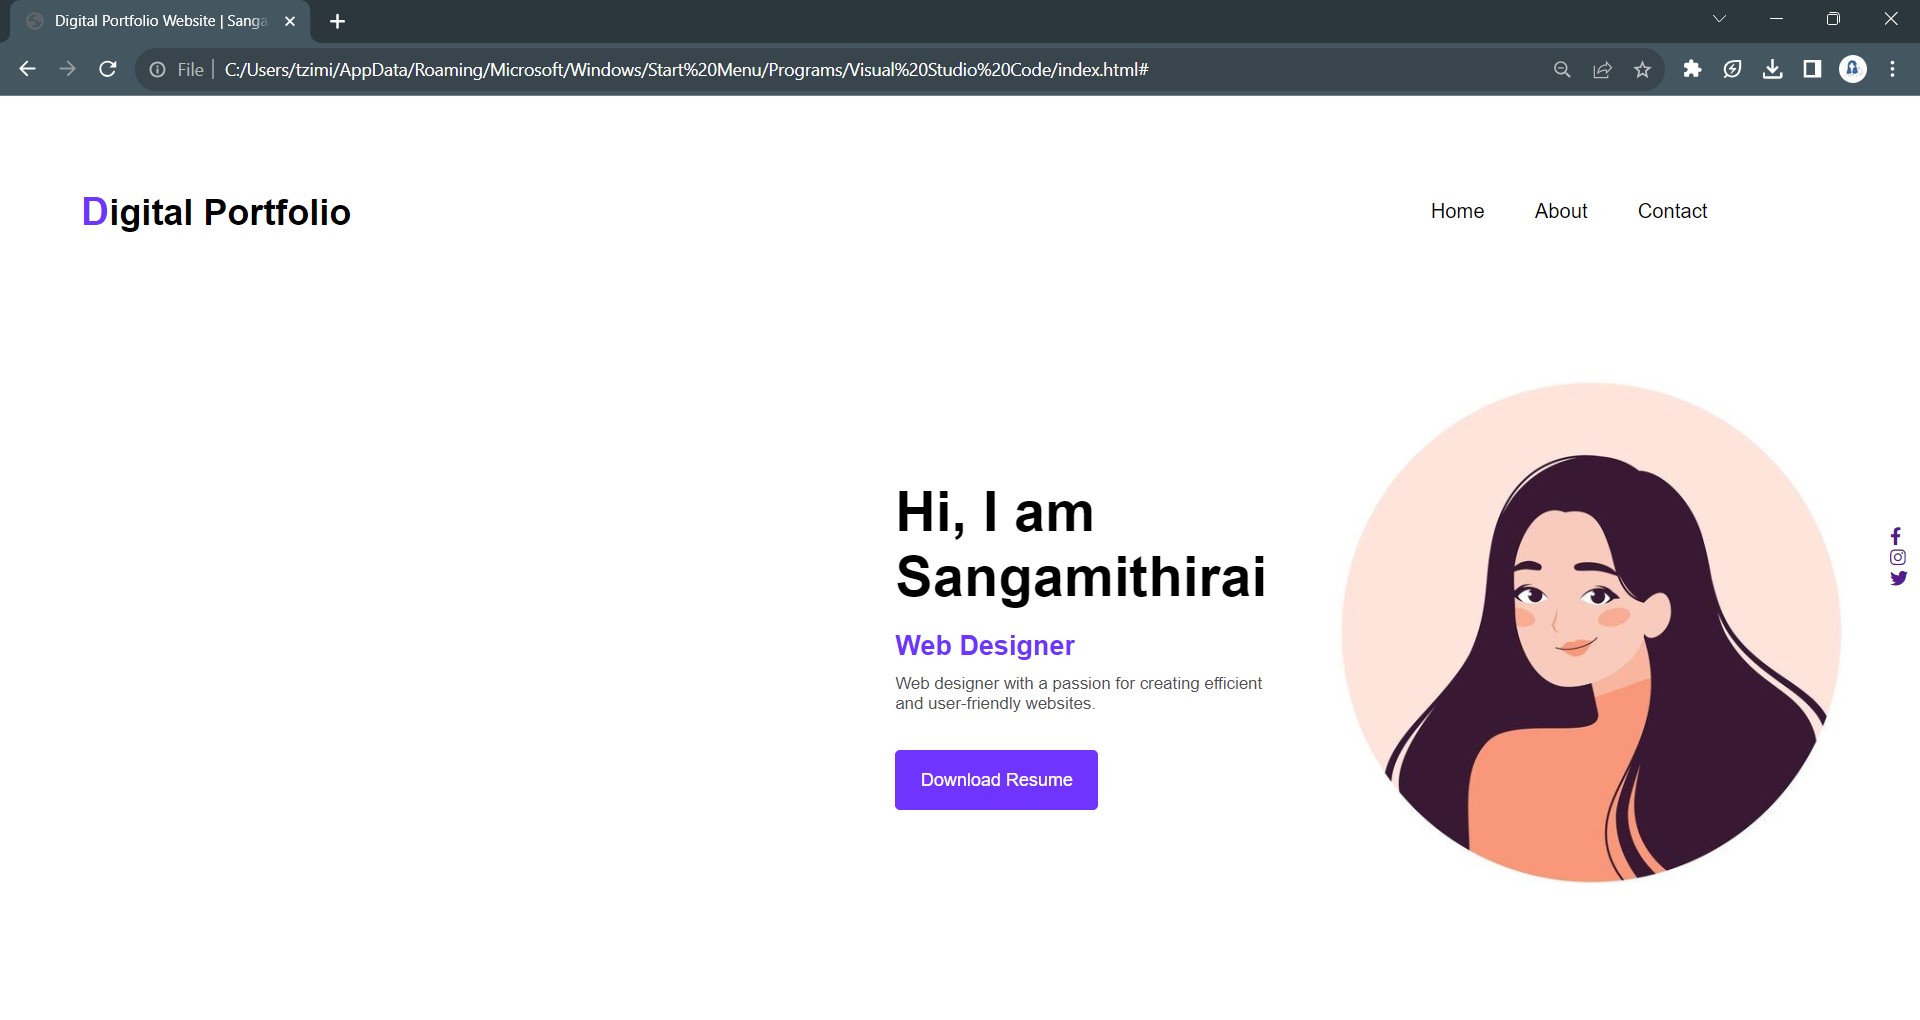 Digital Portfolio Website | Sanga
File
C:/Users/tzimi/AppData/Roaming/Microsoft/Windows/Start%20Menu/Programs/Visual%20Studio%20Code/index.html#
Digital Portfolio
Home About Contact
Hi, I am
Sangamithirai
Web Designer
Web designer with a passion for creating efficient
and user-friendly websites.
Download Resume